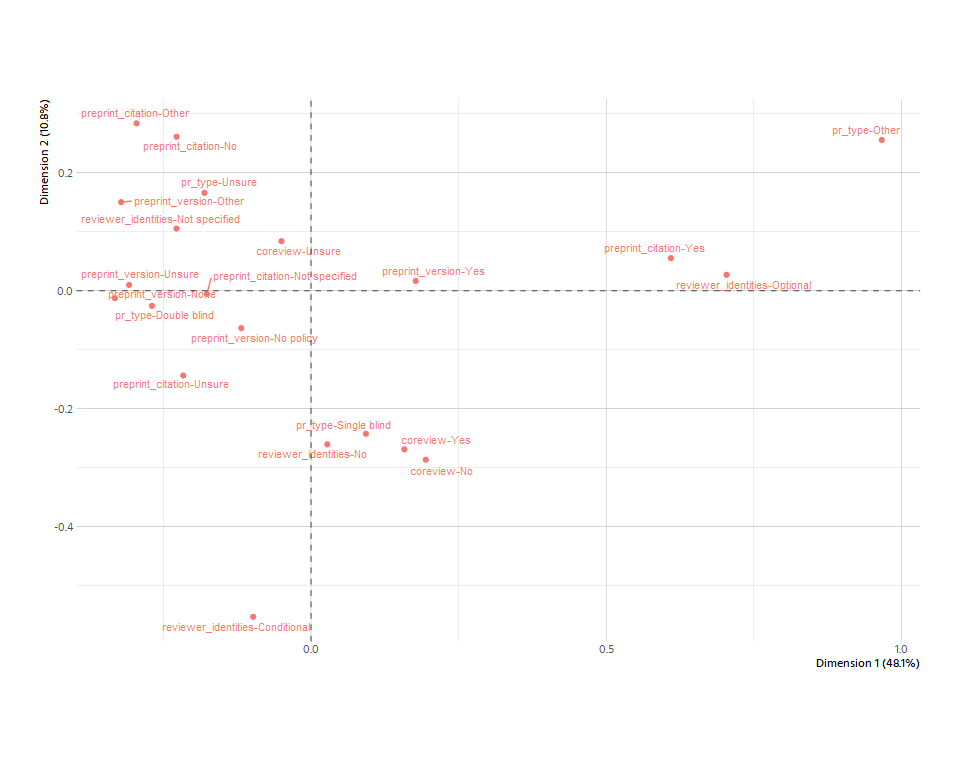 preprint_citation-Other
pr_type-Other
preprint_citation-No
pr_type-Unsure
preprint_version-Other
reviewer_identities-Not specified
coreview-Unsure
preprint_citation-Yes
preprint_version-Unsure
preprint_citation-Not specified
preprint_version-Yes
reviewer_identities-Optional
preprint_version-None
pr_type-Double blind
preprint_version-No policy
preprint_citation-Unsure
pr_type-Single blind
coreview-Yes
reviewer_identities-No
coreview-No
reviewer_identities-Conditional
Dimension 2 (10.8%)
0.2
0.0
-0.2
-0.4
0.0
0.5
1.0
Dimension 1 (48.1%)